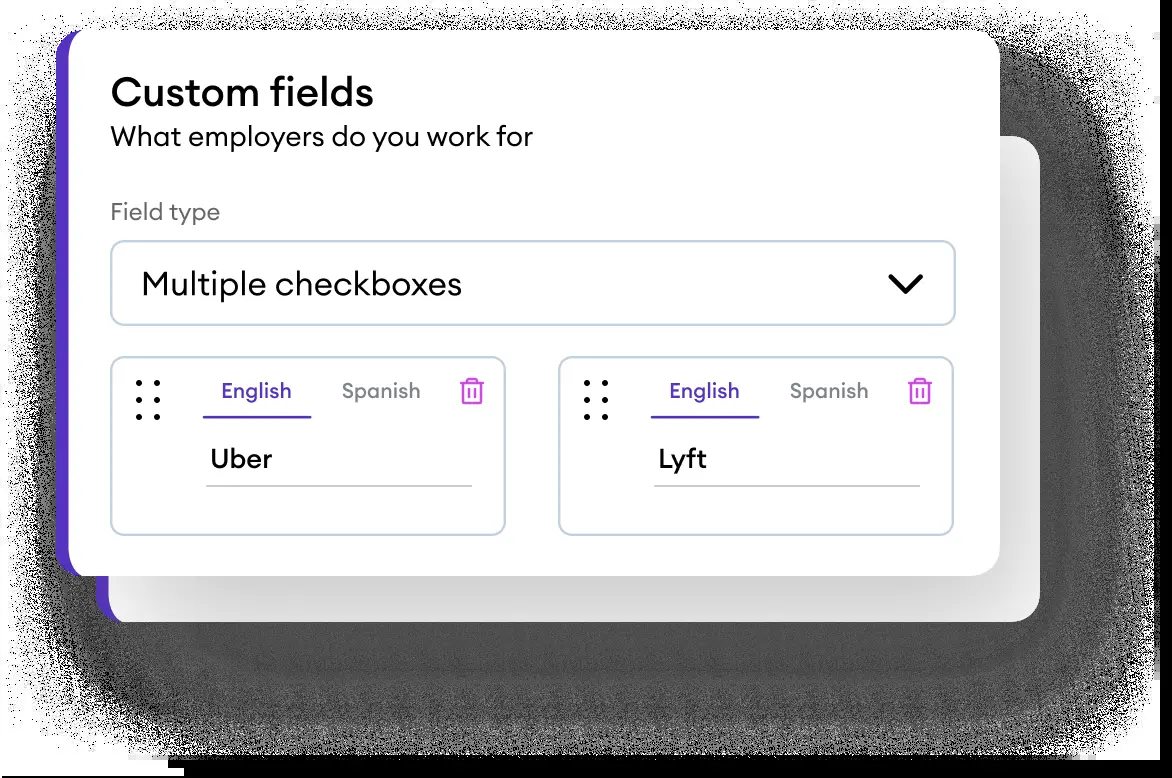 Custom fields
What employers do you work for
Field type
Multiple checkboxes
English Spanish
Uber
English Spanish
Lyft